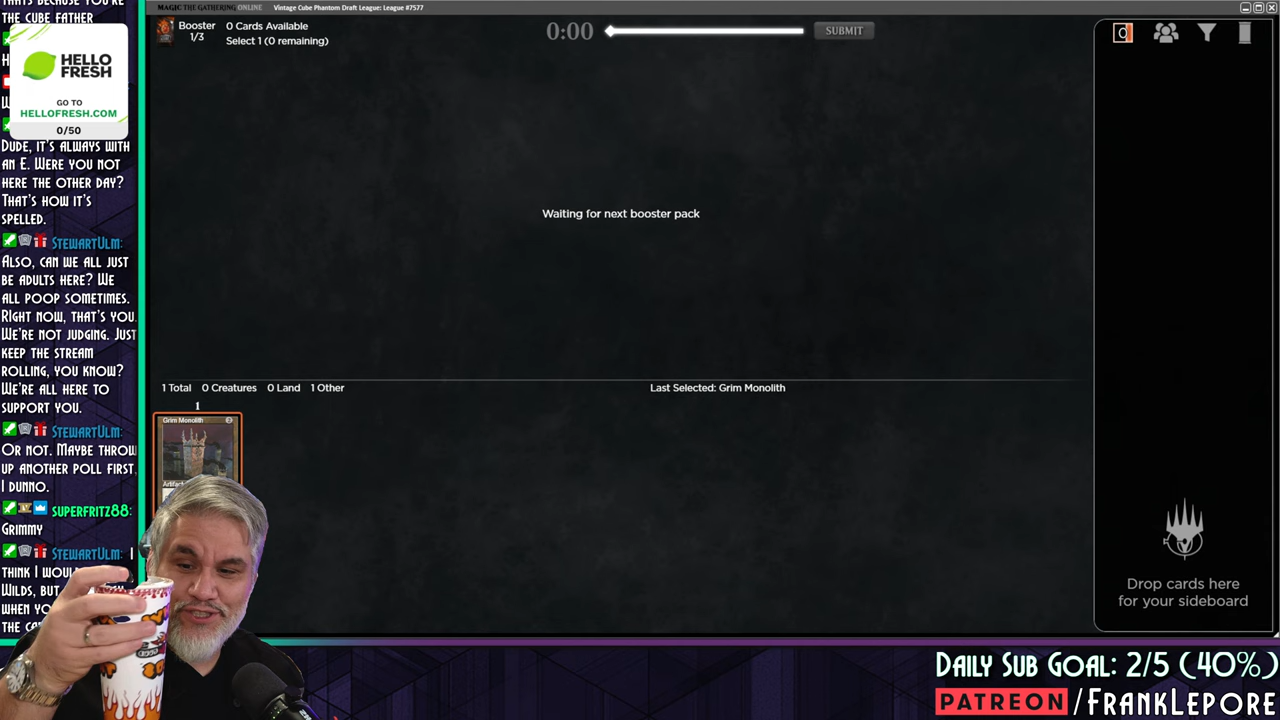 THATS BECAUSE YOU'RE
THE CUBE FATHER
HELLO
FRESH
GO TO
HELLOFRESH.COM
0/50
DUDE, IT'S ALWAYS WITH
AN E. WERE YOU NOT
HERE THE OTHER DAY?
THAT'S HOW IT'S
SPELLED.
STEWARTULM:
ALSO, CAN WE ALL JUST
BE ADULTS HERE? WE
ALL POOP SOMETIMES.
RIGHT NOW, THAT'S YOU.
WE'RE NOT JUDGING. JUST
KEEP THE STREAM
ROLLING, YOU KNOW?
WE'RE ALL HERE TO
SUPPORT YOU.
STEWARTULM:
OR NOT. MAYBE THROW
UP ANOTHER POLL FIRST.
I DUNNO.
SUPERFRITZ88:
GRIMMY
STEWARTULM: I
THINK I WOU
WILDS, BUT
WHEN YO
THE CA
MAGIC THE GATHERING ONLINE
Vintage Cube Phantom Draft League: League #7577
Booster
1/3
0 Cards Available
Select 1 (0 remaining)
0:00
SUBMIT
0
Waiting for next booster pack
1 Total 0 Creatures 0 Land 1 Other
Last Selected: Grim Monolith
1
Grim Monolith
2
Artifact
Drop cards here
for your sideboard
DAILY SUB GOAL: 2/5 (40%)
PATREON/FRANKLEPORE